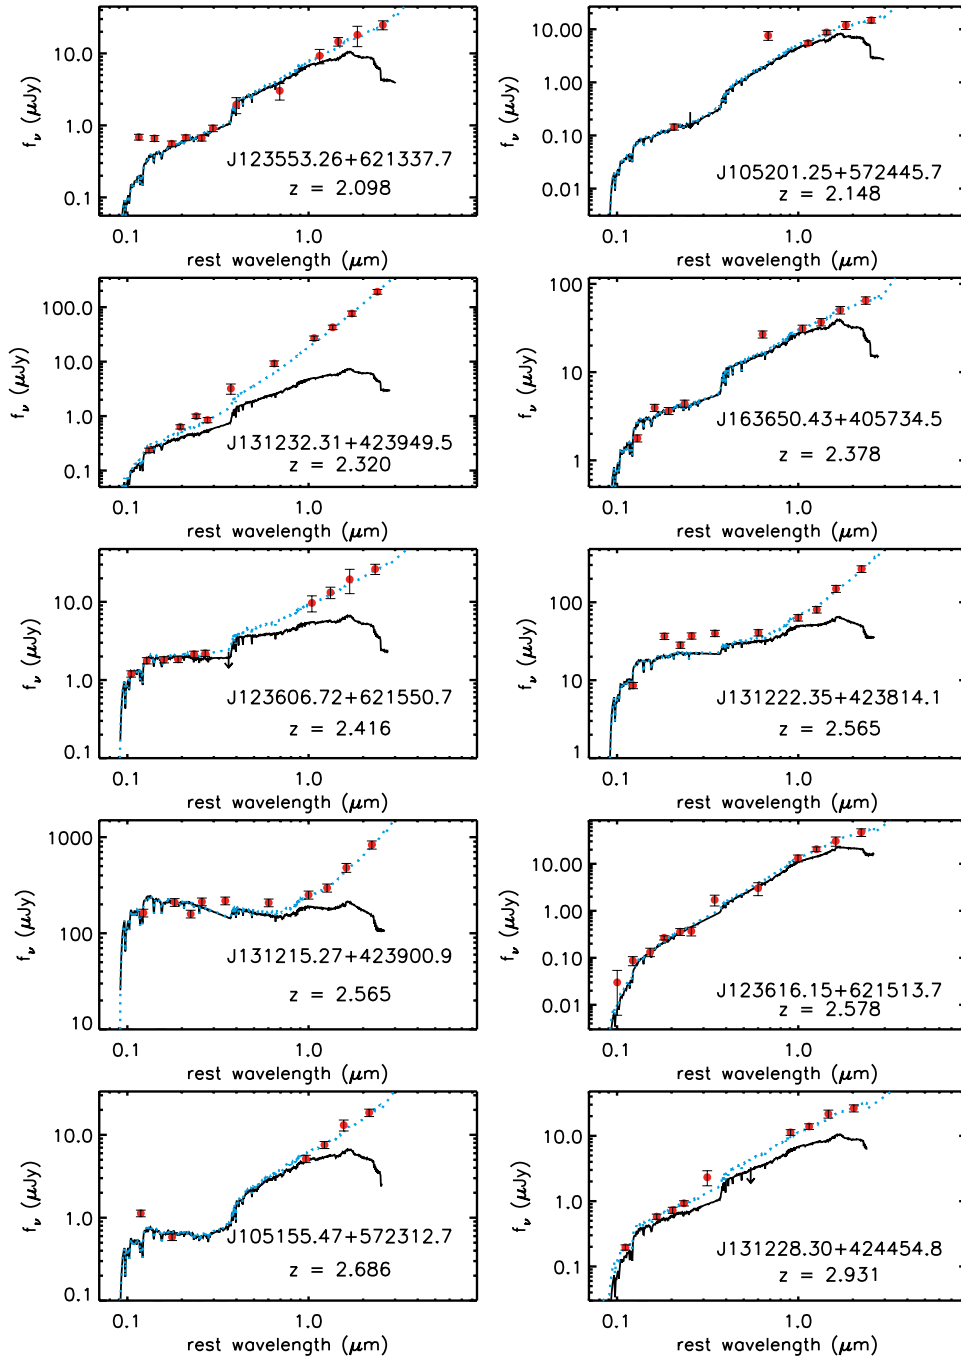 10.0
1.0
0.1
f_ν (μJy)
J123553.26+621337.7
z = 2.098
0.1 1.0
rest wavelength (μm)
10.00
1.00
0.10
0.01
f_ν (μJy)
J105201.25+572445.7
z = 2.148
0.1 1.0
rest wavelength (μm)
100.0
10.0
1.0
0.1
f_ν (μJy)
J131232.31+423949.5
z = 2.320
0.1 1.0
rest wavelength (μm)
100
10
1
f_ν (μJy)
J163650.43+405734.5
z = 2.378
0.1 1.0
rest wavelength (μm)
10.0
1.0
0.1
f_ν (μJy)
J123606.72+621550.7
z = 2.416
0.1 1.0
rest wavelength (μm)
100
10
1
f_ν (μJy)
J131222.35+423814.1
z = 2.565
0.1 1.0
rest wavelength (μm)
1000
100
10
f_ν (μJy)
J131215.27+423900.9
z = 2.565
0.1 1.0
rest wavelength (μm)
10.00
1.00
0.10
0.01
f_ν (μJy)
J123616.15+621513.7
z = 2.578
0.1 1.0
rest wavelength (μm)
10.0
1.0
0.1
f_ν (μJy)
J105155.47+572312.7
z = 2.686
0.1 1.0
rest wavelength (μm)
10.0
1.0
0.1
f_ν (μJy)
J131228.30+424454.8
z = 2.931
0.1 1.0
rest wavelength (μm)